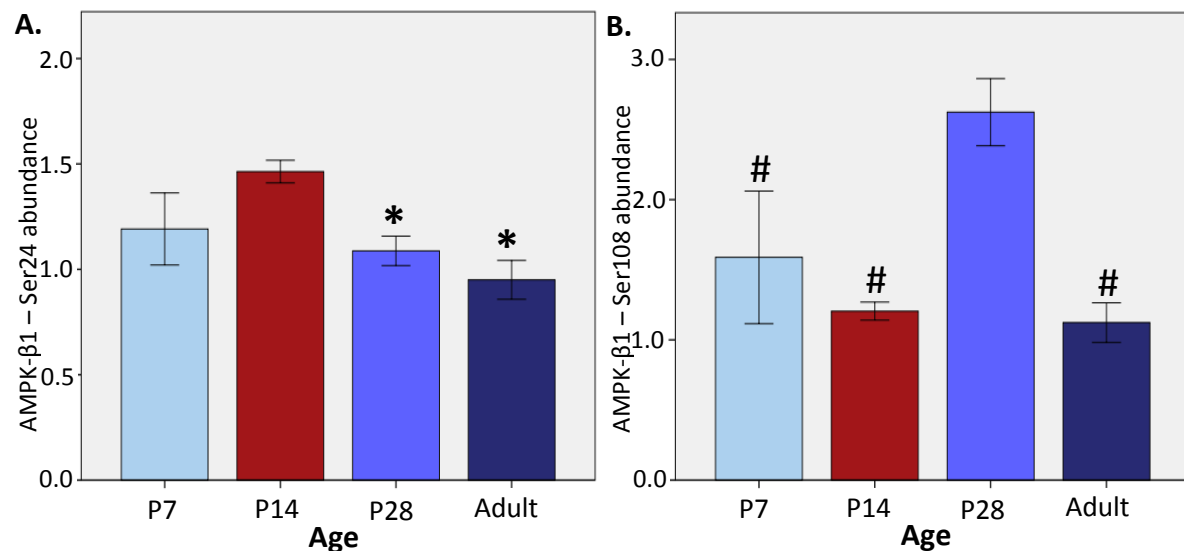 A.
AMPK-β1 – Ser24 abundance
2.0
1.5
1.0
0.5
0.0
*
*
P7 P14 P28 Adult
Age
B.
AMPK-β1 – Ser108 abundance
3.0
2.0
1.0
0.0
#
#
#
P7 P14 P28 Adult
Age